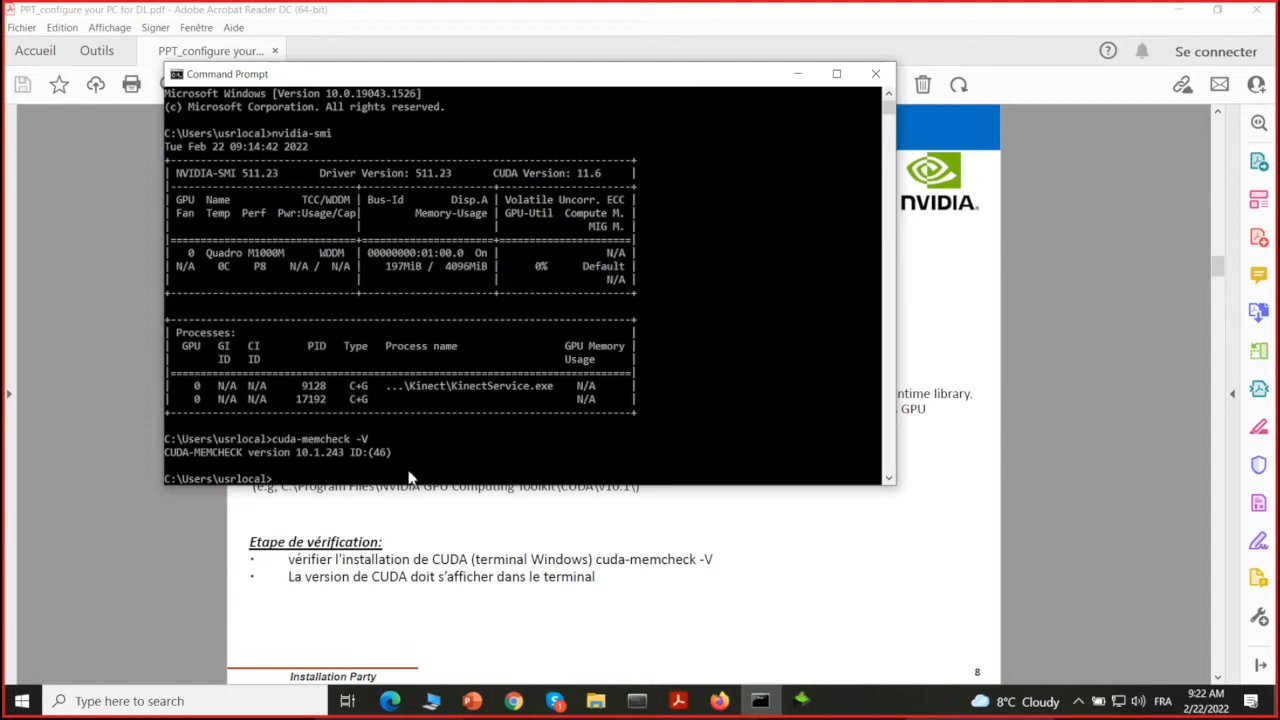 PPT_configure your PC for DL.pdf - Adobe Acrobat Reader DC (64-bit)
Fichier Edition Affichage Signer Fenêtre Aide
Accueil Outils PPT_configure your... × Se connecter
Command Prompt
Microsoft Windows [Version 10.0.19043.1526]
(c) Microsoft Corporation. All rights reserved.
C:\Users\usrlocal>nvidia-smi
Tue Feb 22 09:14:42 2022
NVIDIA-SMI 511.23 Driver Version: 511.23 CUDA Version: 11.6
GPU Name TCC/WDDM | Bus-Id Disp.A | Volatile Uncorr. ECC
Fan Temp Perf Pwr:Usage/Cap| Memory-Usage | GPU-Util Compute M.
MIG M.
0 Quadro M1000M WDDM | 00000000:01:00.0 On | N/A
N/A 0C P8 N/A / N/A | 197MiB / 4096MiB | 0% Default
N/A
Processes:
GPU GI CI PID Type Process name GPU Memory
ID ID Usage
0 N/A N/A 9128 C+G ...\Kinect\KinectService.exe N/A
0 N/A N/A 17192 C+G N/A
C:\Users\usrlocal>cuda-memcheck -V
CUDA-MEMCHECK version 10.1.243 ID:(46)
C:\Users\usrlocal>
NVIDIA.
ntime library.
GPU
(e.g, C:\Program Files\NVIDIA GPU Computing Toolkit\CUDA\v10.1\)
Etape de vérification:
• vérifier l'installation de CUDA (terminal Windows) cuda-memcheck -V
• La version de CUDA doit s'afficher dans le terminal
Installation Party
8
Type here to search
8°C Cloudy FRA 9:22 AM
2/22/2022